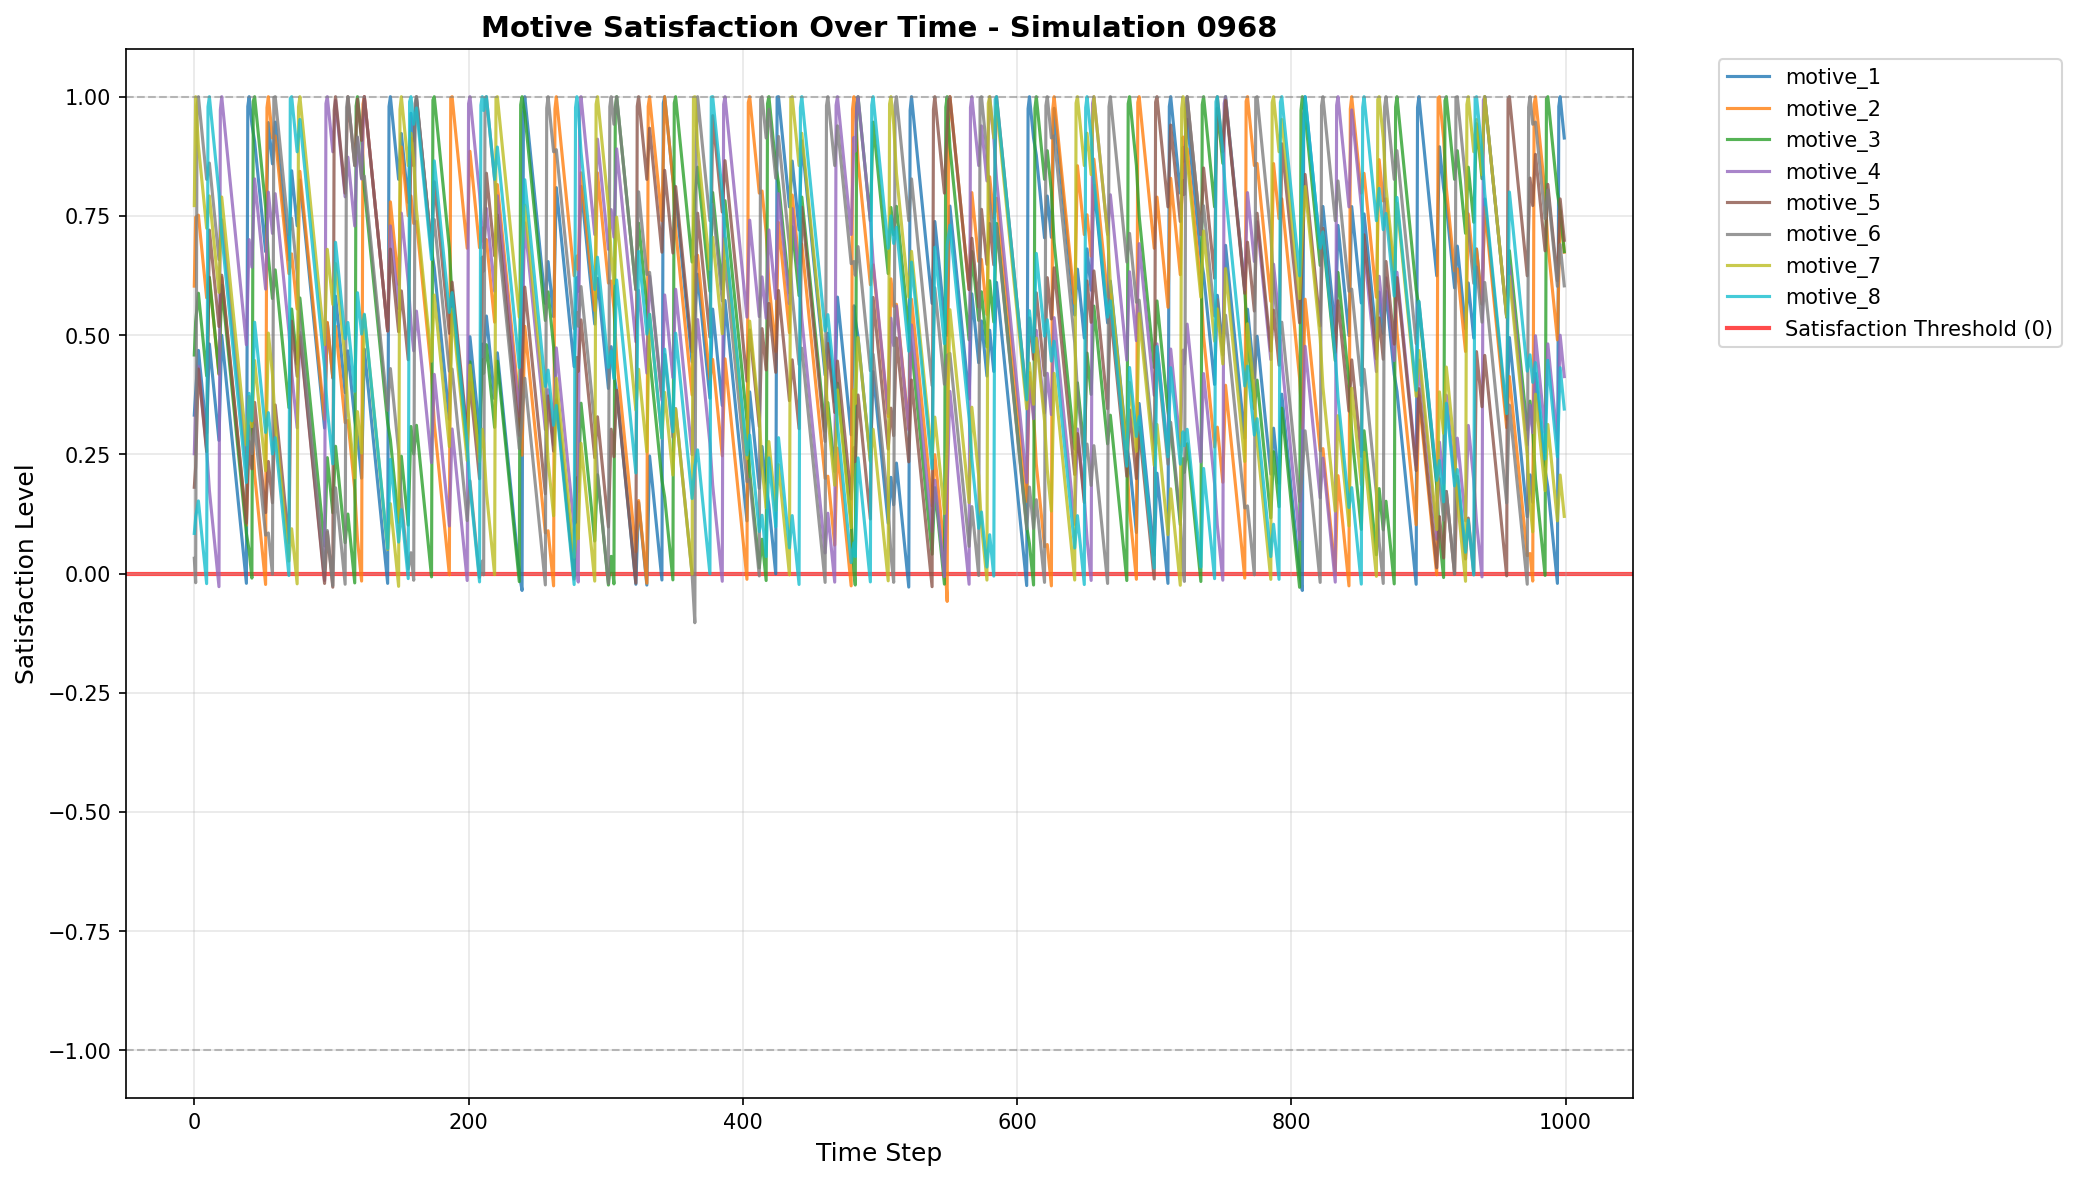 Motive Satisfaction Over Time - Simulation 0968
1.00
0.75
0.50
0.25
0.00
−0.25
−0.50
−0.75
−1.00
Satisfaction Level
0
200
400
600
800
1000
Time Step
motive_1
motive_2
motive_3
motive_4
motive_5
motive_6
motive_7
motive_8
Satisfaction Threshold (0)